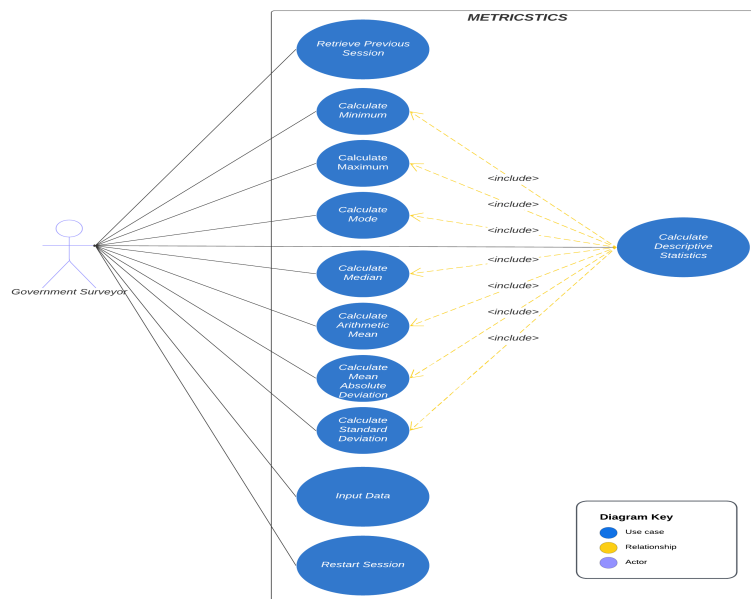 METRICSTICS
Retrieve Previous
Session
Calculate
Minimum
Calculate
Maximum
Calculate
Mode
Calculate
Median
Calculate
Arithmetic
Mean
Calculate
Mean
Absolute
Deviation
Calculate
Standard
Deviation
Input Data
Restart Session
Government Surveyor
<include>
<include>
<include>
<include>
<include>
<include>
<include>
Calculate
Descriptive
Statistics
Diagram Key
Use case
Relationship
Actor